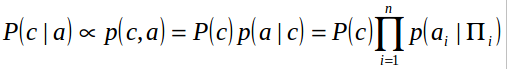 P(c | a) ∝ p(c, a) = P(c) p(a | c) = P(c) ∏_{i=1}^{n} p(a_i | Π_i)